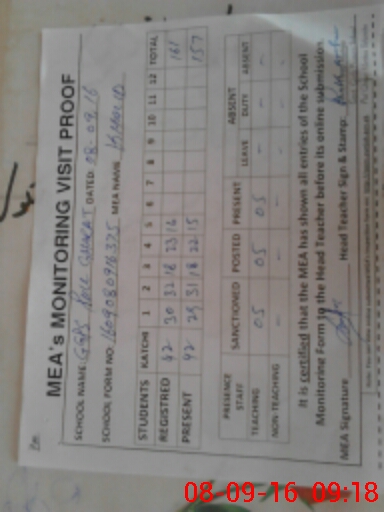 MEA's MONITORING VISIT PROOF
SCHOOL NAME: GGPS GUJRAT DATED: 08.09.16
SCHOOL FORM NO. MEA NAME
STUDENTS KATCHI 1 2 3 4 5 6 7 8 9 10 11 12 TOTAL
REGISTRED 42 30 32 18 23 16 161
PRESENT 42 29 31 18 22 15 157
PRESENCE STAFF SANCTIONED POSTED PRESENT ABSENT
LEAVE DUTY ABSENT
TEACHING 05 05 05 - - -
NON-TEACHING - - - - - -
It is certified that the MEA has shown all entries of the School
Monitoring Form to the Head Teacher before its online submission.
MEA Signature Head Teacher Sign & Stamp:
08-09-16 09:18